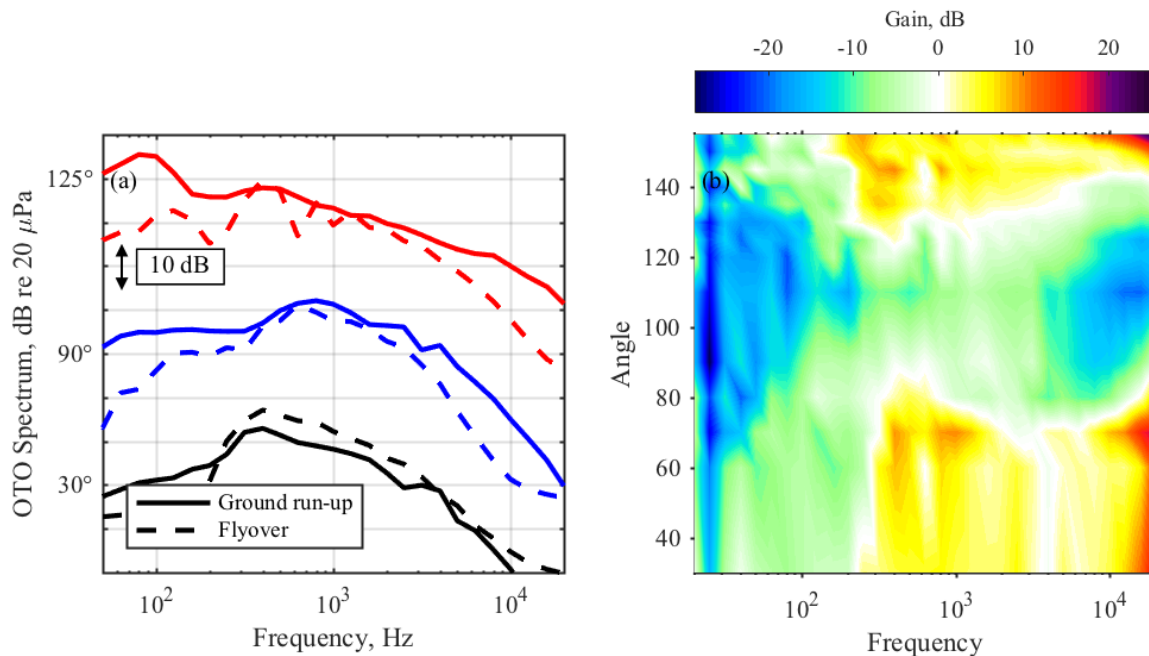 Gain, dB
-20 -10 0 10 20
(a)
125°
90°
30°
10 dB
Ground run-up
Flyover
10² 10³ 10⁴
Frequency, Hz
OTO Spectrum, dB re 20 μPa
(b)
140
120
100
80
60
40
Angle
10² 10³ 10⁴
Frequency